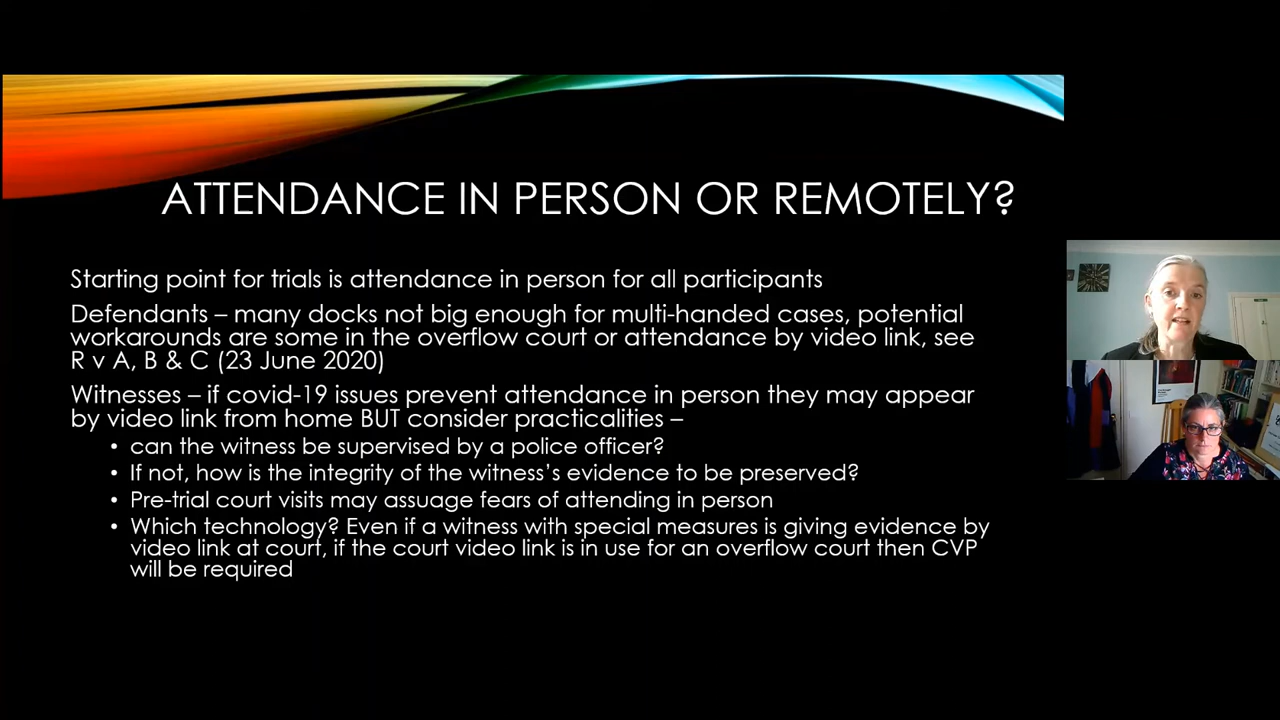 ATTENDANCE IN PERSON OR REMOTELY?
Starting point for trials is attendance in person for all participants
Defendants – many docks not big enough for multi-handed cases, potential
workarounds are some in the overflow court or attendance by video link, see
R v A, B & C (23 June 2020)
Witnesses – if covid-19 issues prevent attendance in person they may appear
by video link from home BUT consider practicalities –
• can the witness be supervised by a police officer?
• If not, how is the integrity of the witness's evidence to be preserved?
• Pre-trial court visits may assuage fears of attending in person
• Which technology? Even if a witness with special measures is giving evidence by
video link at court, if the court video link is in use for an overflow court then CVP
will be required